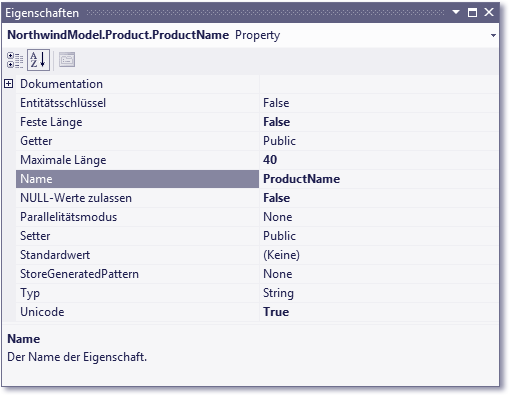 Eigenschaften
NorthwindModel.Product.ProductName Property
Dokumentation
Entitätsschlüssel False
Feste Länge False
Getter Public
Maximale Länge 40
Name ProductName
NULL-Werte zulassen False
Parallelitätsmodus None
Setter Public
Standardwert (Keine)
StoreGeneratedPattern None
Typ String
Unicode True
Name
Der Name der Eigenschaft.